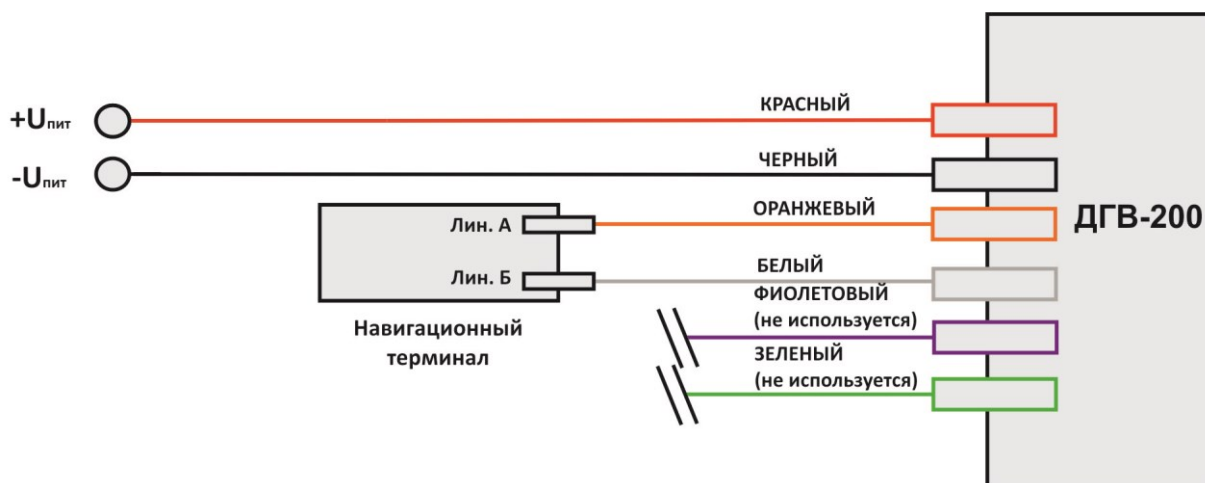 +Uпит
КРАСНЫЙ
-Uпит
ЧЕРНЫЙ
ОРАНЖЕВЫЙ
Лин. А
ДГВ-200
БЕЛЫЙ
Лин. Б
ФИОЛЕТОВЫЙ
(не используется)
Навигационный
терминал
ЗЕЛЕНЫЙ
(не используется)